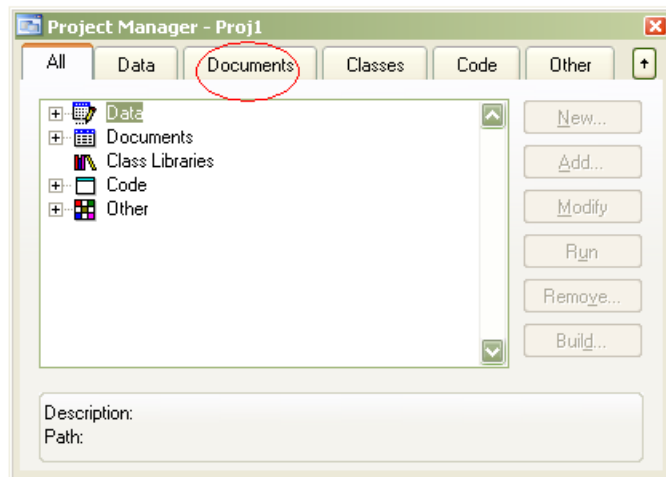 Project Manager - Proj1
All Data Documents Classes Code Other
Data
Documents
Class Libraries
Code
Other
New...
Add...
Modify
Run
Remove...
Build...
Description:
Path: